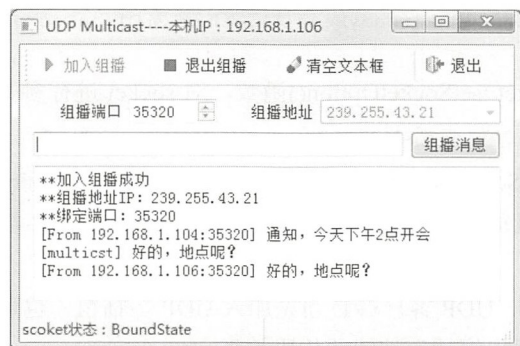 UDP Multicast----本机IP：192.168.1.106
加入组播 退出组播 清空文本框 退出
组播端口 35320 组播地址 239.255.43.21
组播消息
**加入组播成功
**组播地址IP: 239.255.43.21
**绑定端口: 35320
[From 192.168.1.104:35320] 通知，今天下午2点开会
[multicst] 好的，地点呢?
[From 192.168.1.106:35320] 好的，地点呢?
scoket状态：BoundState